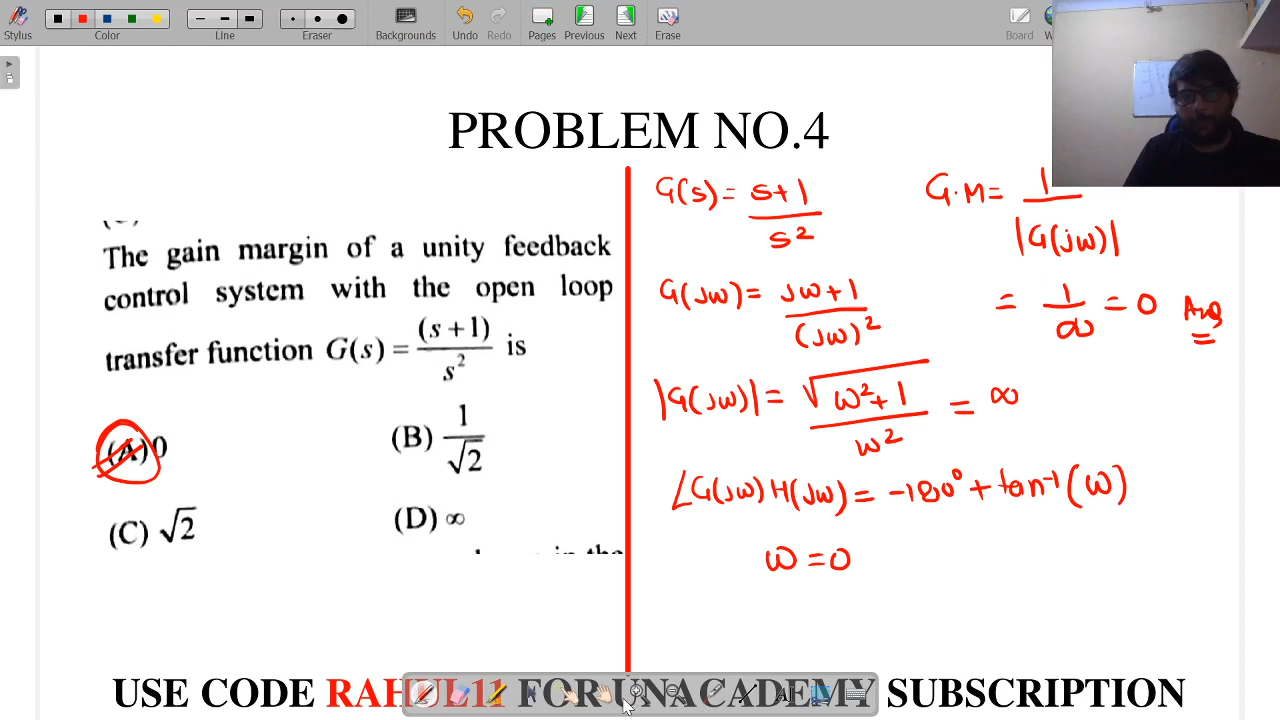 Stylus
Color
Eraser
Backgrounds
Undo
Redo
Pages
Previous
Next
Erase
Board
PROBLEM NO.4
The gain margin of a unity feedback
control system with the open loop
transfer function G(s) = (s+1)/s² is
(A) 0
(B) 1/√2
(C) √2
(D) ∞
G(s) = s+1/s²
G(jω) = jω+1/(jω)²
|G(jω)| = √ω²+1/ω² = ∞
∠G(jω)H(jω) = -180° + tan⁻¹(ω)
ω = 0
G.M = 1/|G(jω)|
= 1/∞ = 0 Ans
USE CODE RAHUL11 FOR UNACADEMY SUBSCRIPTION